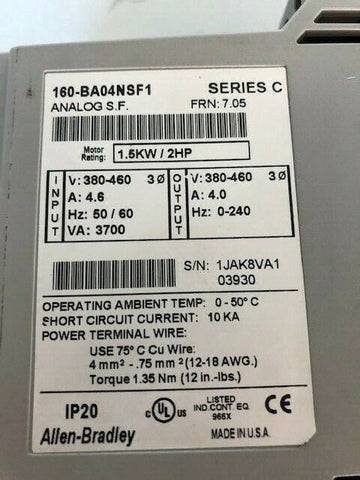 160-BA04NSF1 SERIES C
ANALOG S.F. FRN: 7.05
Motor Rating: 1.5KW / 2HP
INPUT
V: 380-460 3Ø
A: 4.6
Hz: 50 / 60
VA: 3700
OUTPUT
V: 380-460 3Ø
A: 4.0
Hz: 0-240
S/N: 1JAK8VA1
03930
OPERATING AMBIENT TEMP: 0 - 50° C
SHORT CIRCUIT CURRENT: 10 KA
POWER TERMINAL WIRE:
USE 75° C Cu Wire:
4 mm² - .75 mm² (12-18 AWG.)
Torque 1.35 Nm (12 in.-lbs.)
IP20 c UL us LISTED IND.CONT EQ. 966X CE
Allen-Bradley MADE IN U.S.A.